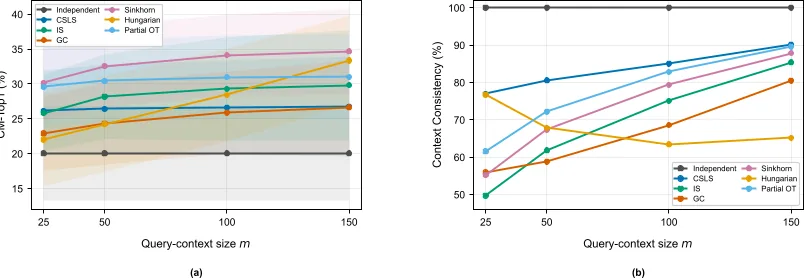 Independent
CSLS
IS
GC
Sinkhorn
Hungarian
Partial OT
40
35
30
25
20
15
25
50
100
150
Query-context size m
(a)
Context Consistency (%)
100
90
80
70
60
50
Independent
CSLS
IS
GC
Sinkhorn
Hungarian
Partial OT
25
50
100
150
Query-context size m
(b)